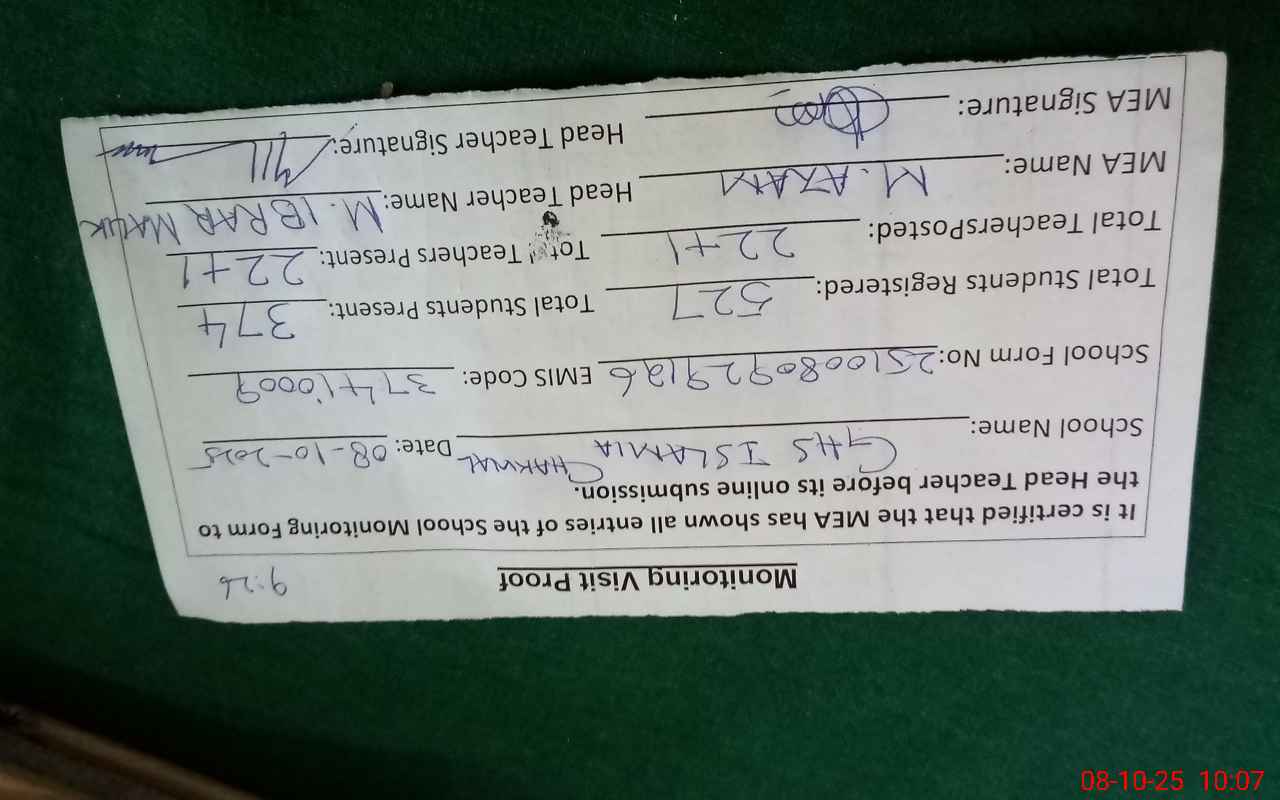 Monitoring Visit Proof
9:26
It is certified that the MEA has shown all entries of the School Monitoring Form to
the Head Teacher before its online submission.
School Name: GHS ISLAMIA CHAKWAL Date: 08-10-2025
School Form No: 2510080929126 EMIS Code: 37410009
Total Students Registered: 527 Total Students Present: 374
Total TeachersPosted: 22+1 Total Teachers Present: 22+1
MEA Name: M. AZAM Head Teacher Name: M. IBRAR MALIK
MEA Signature: Head Teacher Signature:
08-10-25 10:07